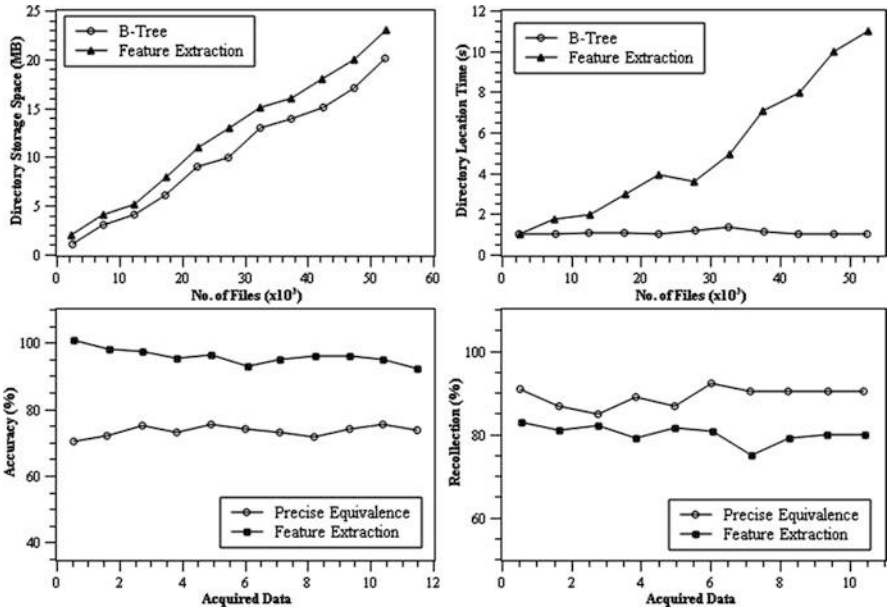 Directory Storage Space (MB)
25
20
15
10
5
0
B-Tree
Feature Extraction
0 10 20 30 40 50 60
No. of Files (x10³)
Directory Location Time (s)
12
10
8
6
4
2
0
B-Tree
Feature Extraction
0 10 20 30 40 50
No. of Files (x10³)
Accuracy (%)
100
80
60
40
Precise Equivalence
Feature Extraction
0 2 4 6 8 10 12
Acquired Data
Recollection (%)
100
80
60
Precise Equivalence
Feature Extraction
0 2 4 6 8 10
Acquired Data